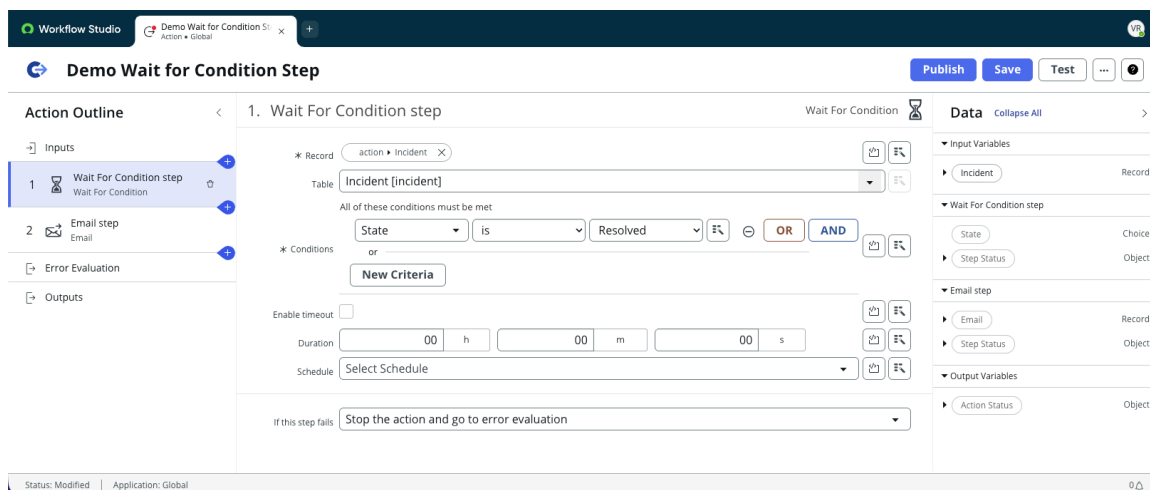 Workflow Studio
Demo Wait for Condition St
Action • Global
VR
Demo Wait for Condition Step
Publish
Save
Test
...
?
Action Outline
Inputs
1
Wait For Condition step
Wait For Condition
2
Email step
Email
Error Evaluation
Outputs
1. Wait For Condition step
Wait For Condition
* Record
action ▸ Incident X
Table
Incident [incident]
All of these conditions must be met
* Conditions
State
is
Resolved
OR
AND
or
New Criteria
Enable timeout
Duration
00 h
00 m
00 s
Schedule
Select Schedule
If this step fails
Stop the action and go to error evaluation
Data Collapse All
Input Variables
Incident Record
Wait For Condition step
State Choice
Step Status Object
Email step
Email Record
Step Status Object
Output Variables
Action Status Object
Status: Modified | Application: Global
0